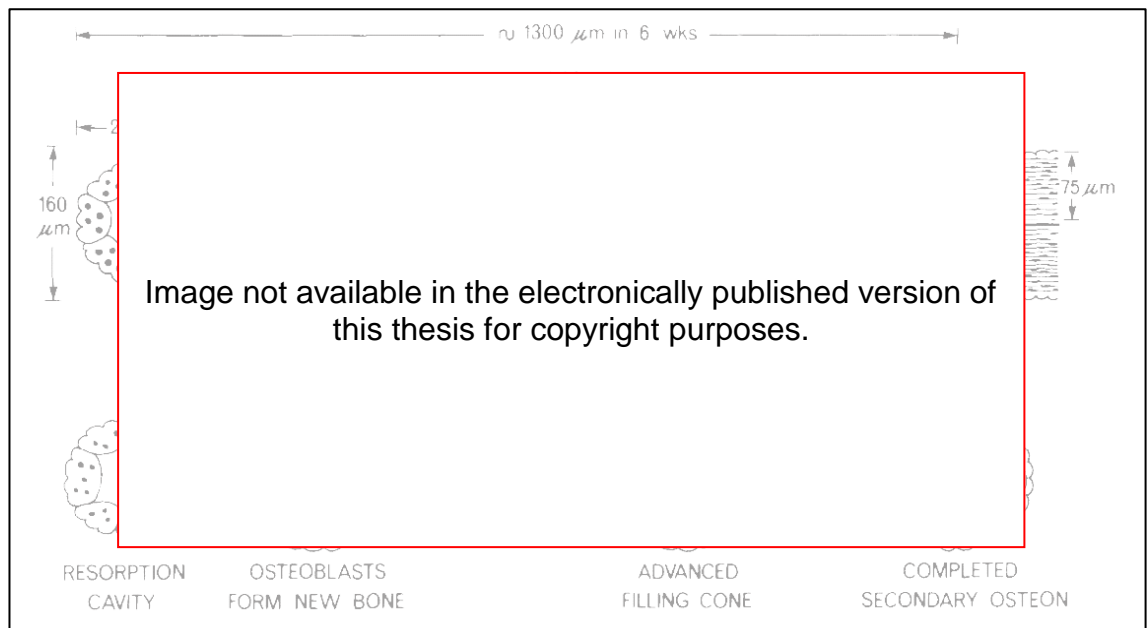 ~ 1300 μm in 6 wks
160
μm
75 μm
Image not available in the electronically published version of
this thesis for copyright purposes.
RESORPTION
CAVITY
OSTEOBLASTS
FORM NEW BONE
ADVANCED
FILLING CONE
COMPLETED
SECONDARY OSTEON